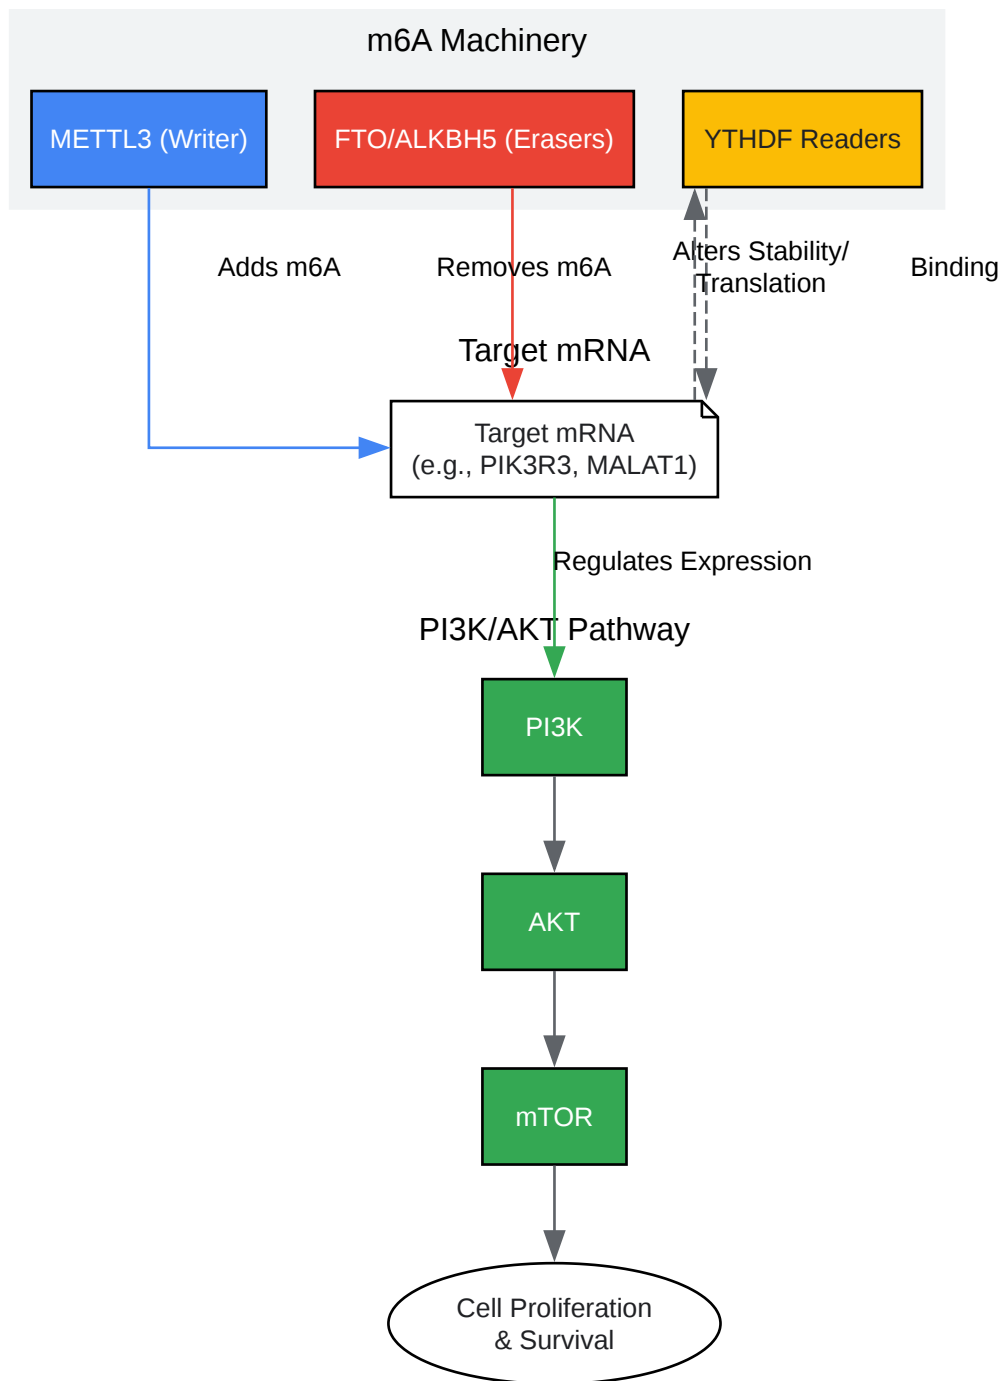 m6A Machinery
METTL3 (Writer)
FTO/ALKBH5 (Erasers)
YTHDF Readers
Adds m6A
Removes m6A
Alters Stability/
Translation
Binding
Target mRNA
Target mRNA
(e.g., PIK3R3, MALAT1)
Regulates Expression
PI3K/AKT Pathway
PI3K
AKT
mTOR
Cell Proliferation
& Survival